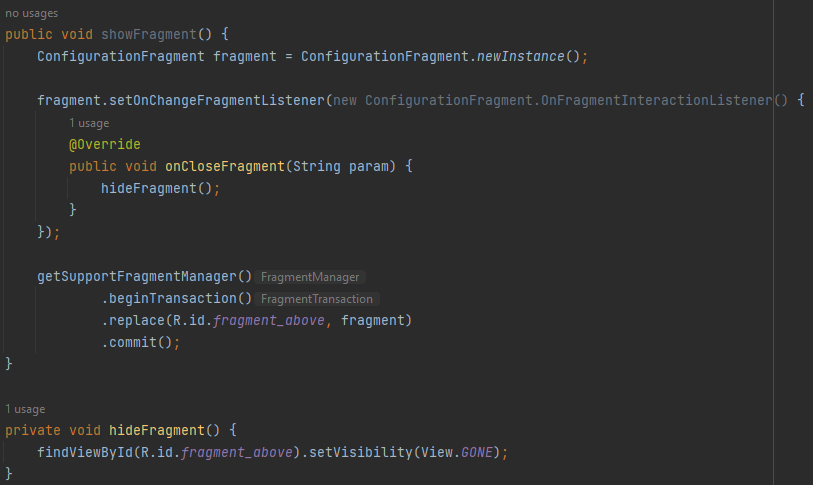 no usages
public void showFragment() {
ConfigurationFragment fragment = ConfigurationFragment.newInstance();
fragment.setOnChangeFragmentListener(new ConfigurationFragment.OnFragmentInteractionListener() {
1 usage
@Override
public void onCloseFragment(String param) {
hideFragment();
}
});
getSupportFragmentManager() FragmentManager
.beginTransaction() FragmentTransaction
.replace(R.id.fragment_above, fragment)
.commit();
}
1 usage
private void hideFragment() {
findViewById(R.id.fragment_above).setVisibility(View.GONE);
}